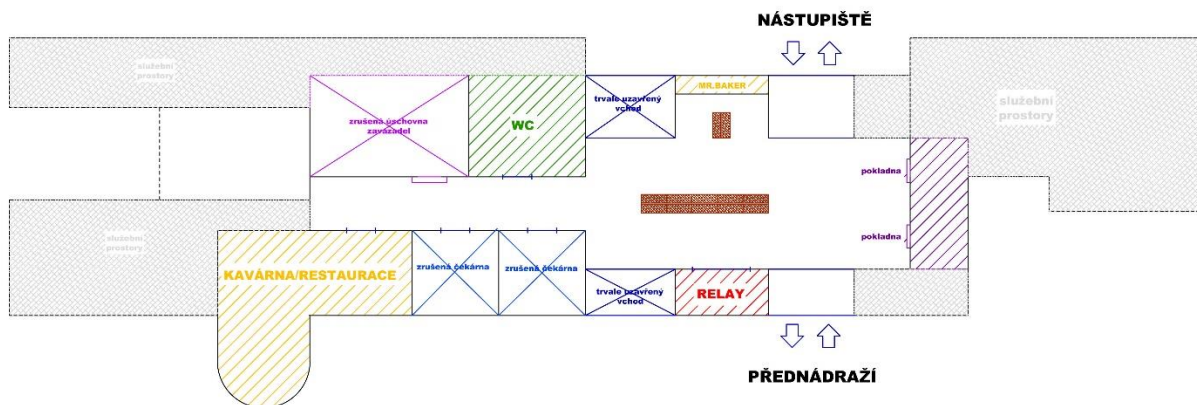 NÁSTUPIŠTĚ
služební
prostory
MR.BAKER
trvale uzavřený
vchod
služební
prostory
zrušená úschovna
zavazadel
WC
pokladna
pokladna
služební
prostory
KAVÁRNA/RESTAURACE
zrušená čekárna
zrušená čekárna
trvale uzavřený
vchod
RELAY
PŘEDNÁDRAŽÍ